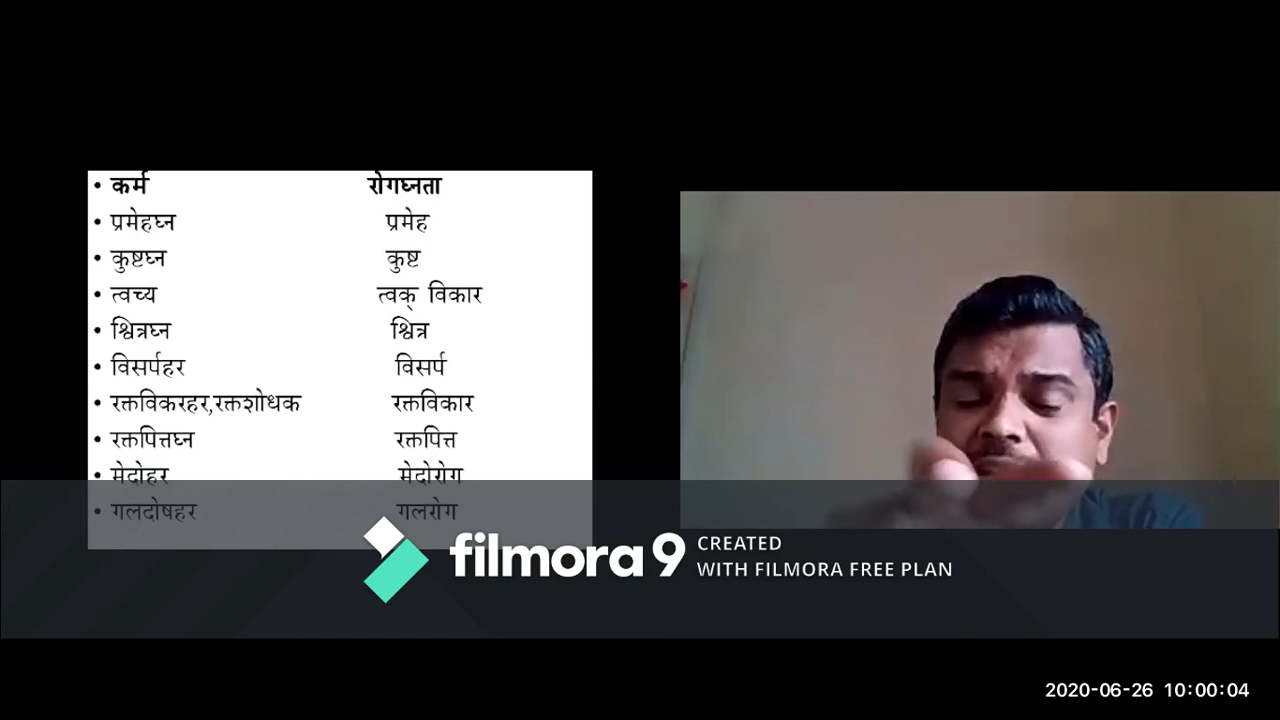 • कर्म रोगघ्नता
• प्रमेहघ्न प्रमेह
• कुष्टघ्न कुष्ट
• त्वच्य त्वक् विकार
• श्वित्रघ्न श्वित्र
• विसर्पहर विसर्प
• रक्तविकरहर,रक्तशोधक रक्तविकार
• रक्तपित्तघ्न रक्तपित्त
• मेदोहर मेदोरोग
• गलदोषहर गलरोग
filmora 9
CREATED
WITH FILMORA FREE PLAN
2020-06-26 10:00:04